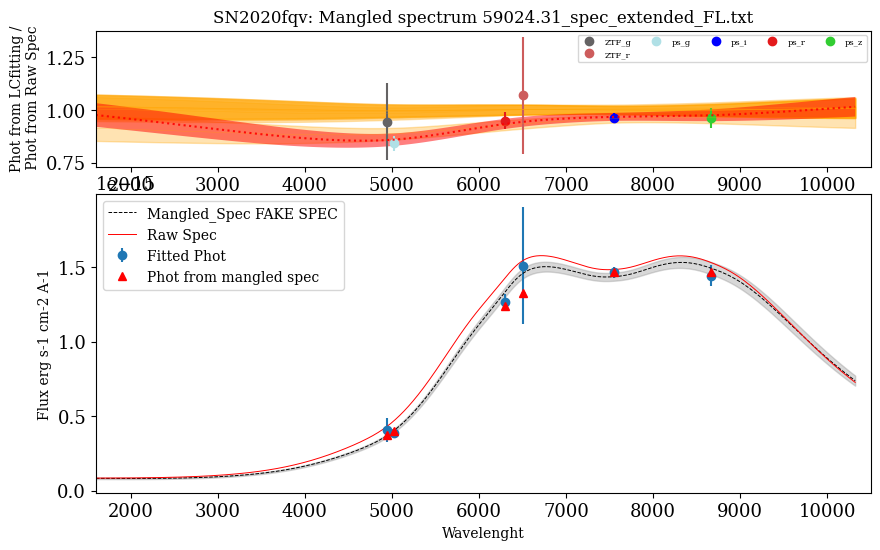 SN2020fqv: Mangled spectrum 59024.31_spec_extended_FL.txt
Phot from LCfitting /
Phot from Raw Spec
1.25
1.00
0.75
ZTF_g
ZTF_r
ps_g
ps_i
ps_r
ps_z
2000 3000 4000 5000 6000 7000 8000 9000 10000
1e−15
Mangled_Spec FAKE SPEC
Raw Spec
Fitted Phot
Phot from mangled spec
Flux erg s-1 cm-2 A-1
1.5
1.0
0.5
0.0
2000 3000 4000 5000 6000 7000 8000 9000 10000
Wavelenght